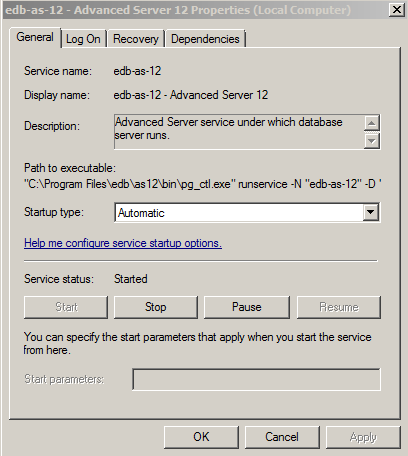 edb-as-12 - Advanced Server 12 Properties (Local Computer)
General Log On Recovery Dependencies
Service name: edb-as-12
Display name: edb-as-12 - Advanced Server 12
Description: Advanced Server service under which database
server runs.
Path to executable:
"C:\Program Files\edb\as12\bin\pg_ctl.exe" runservice -N "edb-as-12" -D '
Startup type: Automatic
Help me configure service startup options.
Service status: Started
Start Stop Pause Resume
You can specify the start parameters that apply when you start the service
from here.
Start parameters:
OK Cancel Apply